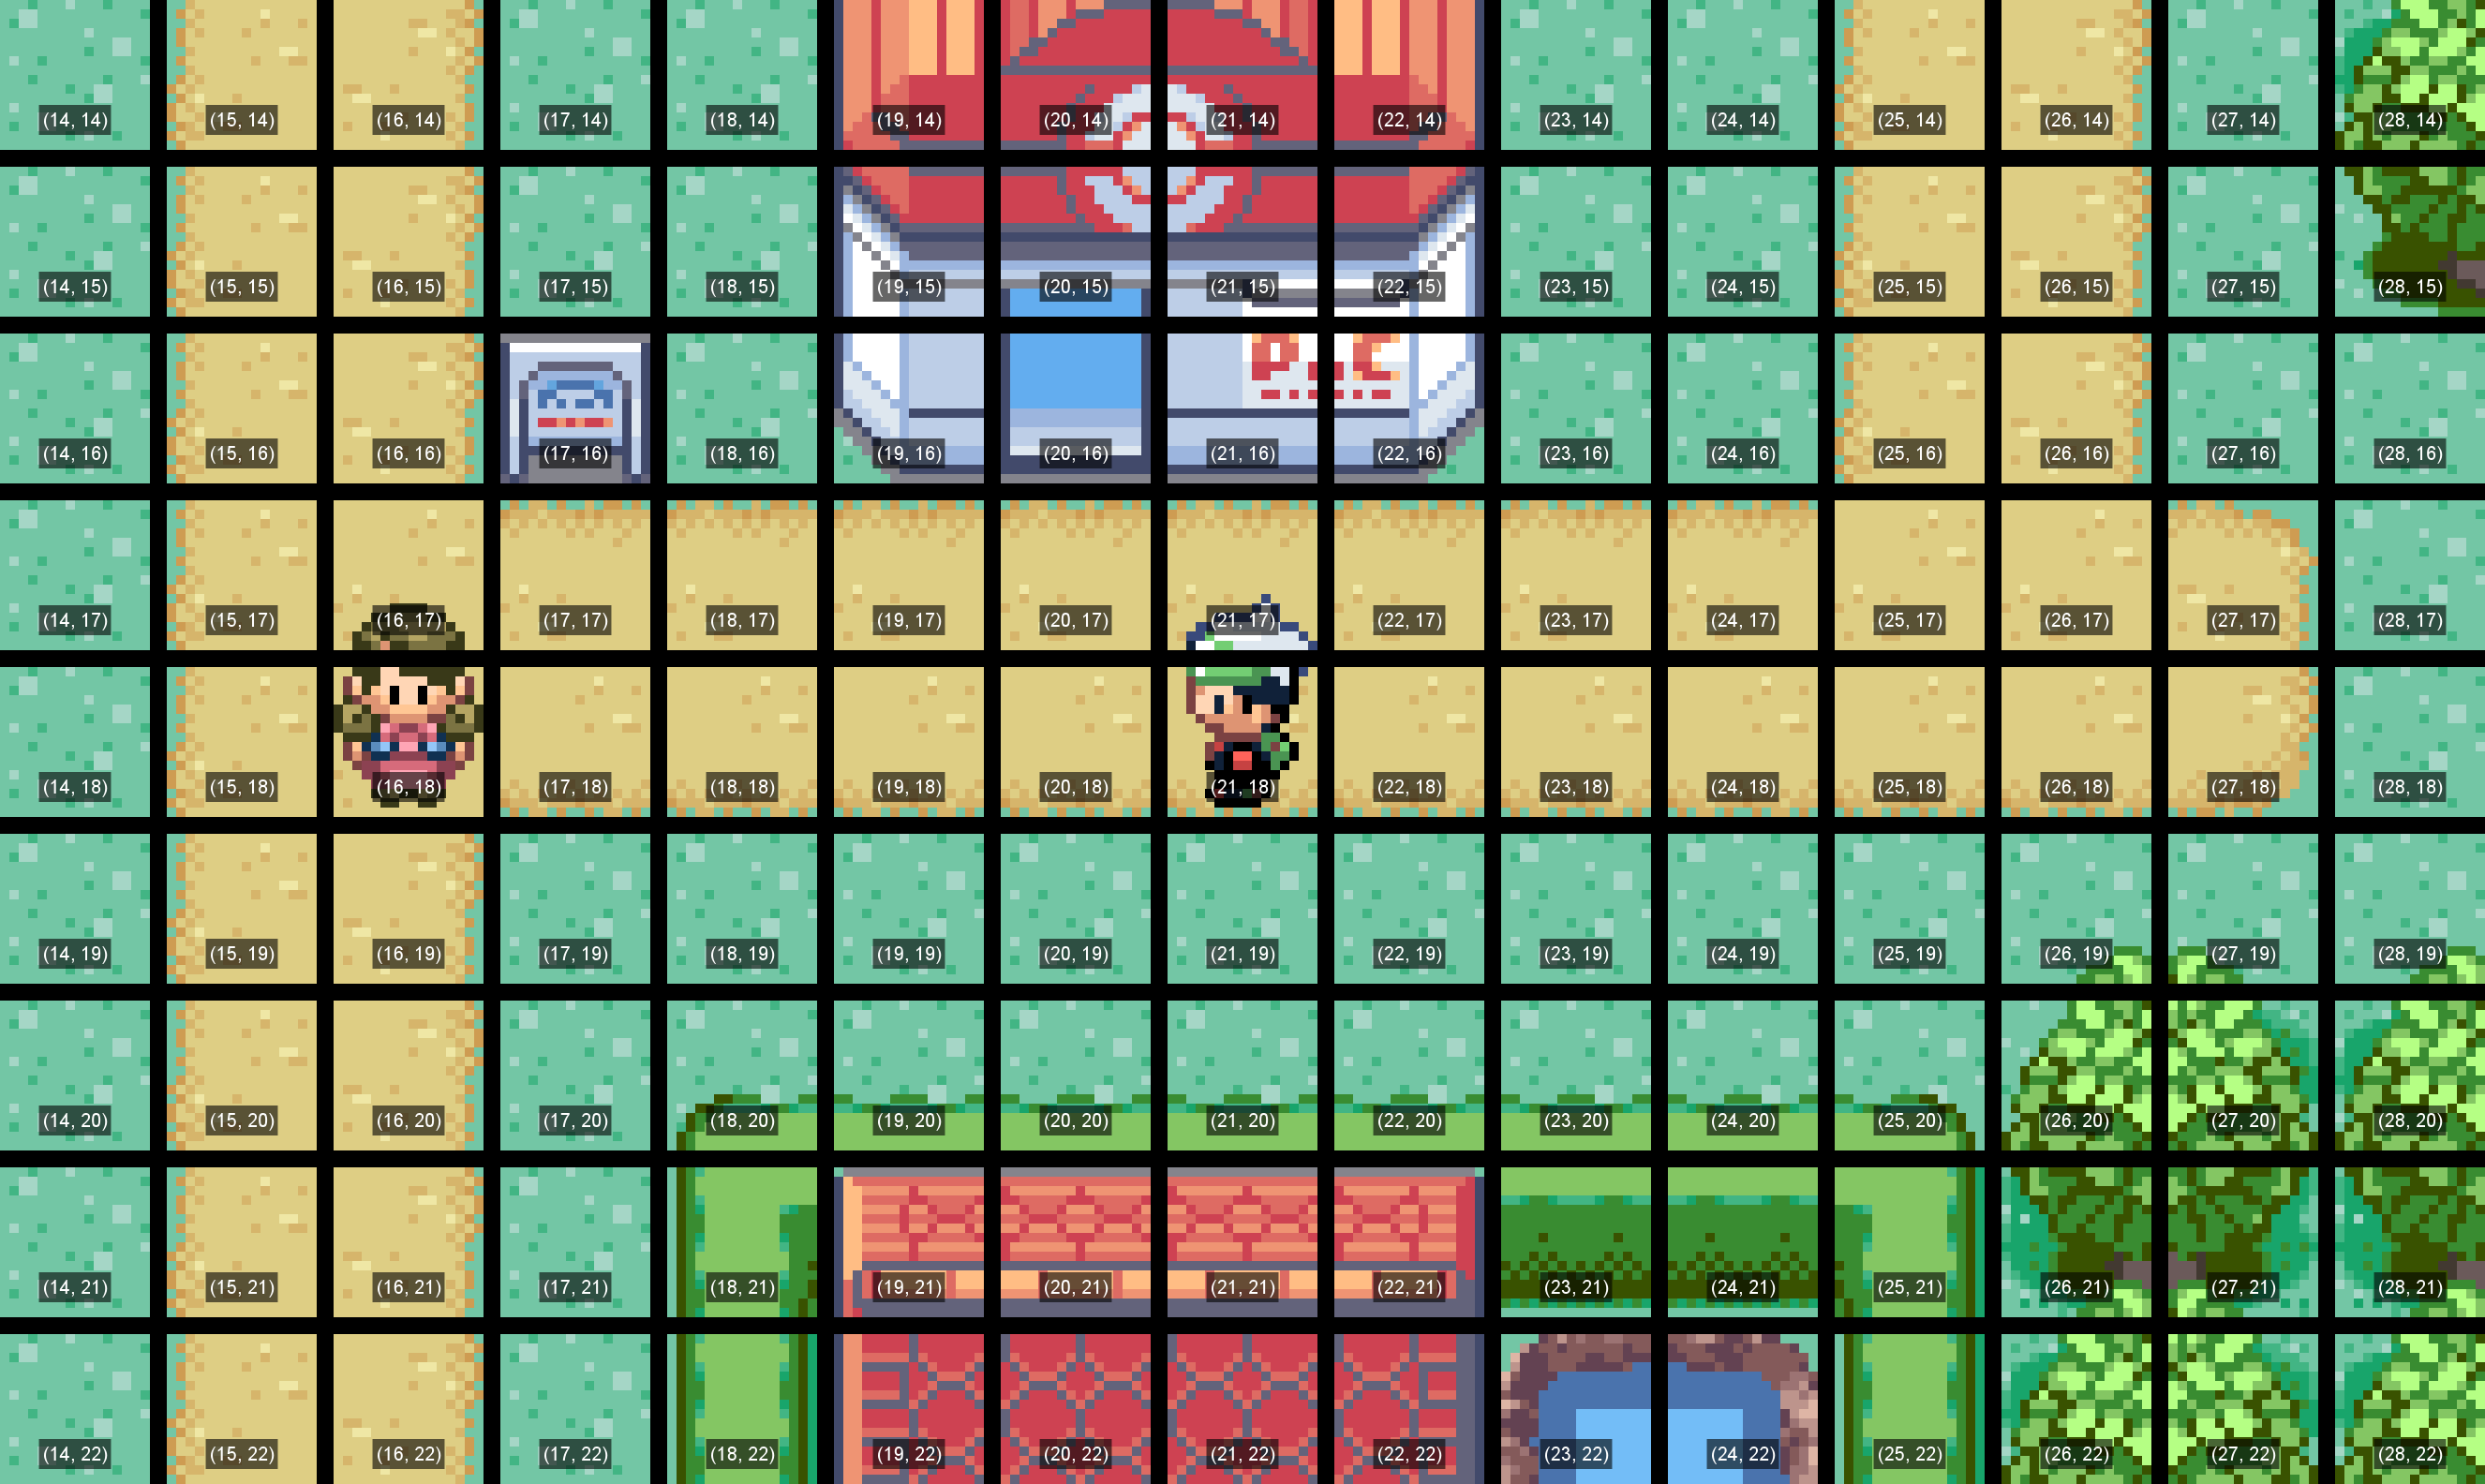 (14, 14) (15, 14) (16, 14) (17, 14) (18, 14) (19, 14) (20, 14) (21, 14) (22, 14) (23, 14) (24, 14) (25, 14) (26, 14) (27, 14) (28, 14)
(14, 15) (15, 15) (16, 15) (17, 15) (18, 15) (19, 15) (20, 15) (21, 15) (22, 15) (23, 15) (24, 15) (25, 15) (26, 15) (27, 15) (28, 15)
(14, 16) (15, 16) (16, 16) (17, 16) (18, 16) (19, 16) (20, 16) (21, 16) (22, 16) (23, 16) (24, 16) (25, 16) (26, 16) (27, 16) (28, 16)
(14, 17) (15, 17) (16, 17) (17, 17) (18, 17) (19, 17) (20, 17) (21, 17) (22, 17) (23, 17) (24, 17) (25, 17) (26, 17) (27, 17) (28, 17)
(14, 18) (15, 18) (16, 18) (17, 18) (18, 18) (19, 18) (20, 18) (21, 18) (22, 18) (23, 18) (24, 18) (25, 18) (26, 18) (27, 18) (28, 18)
(14, 19) (15, 19) (16, 19) (17, 19) (18, 19) (19, 19) (20, 19) (21, 19) (22, 19) (23, 19) (24, 19) (25, 19) (26, 19) (27, 19) (28, 19)
(14, 20) (15, 20) (16, 20) (17, 20) (18, 20) (19, 20) (20, 20) (21, 20) (22, 20) (23, 20) (24, 20) (25, 20) (26, 20) (27, 20) (28, 20)
(14, 21) (15, 21) (16, 21) (17, 21) (18, 21) (19, 21) (20, 21) (21, 21) (22, 21) (23, 21) (24, 21) (25, 21) (26, 21) (27, 21) (28, 21)
(14, 22) (15, 22) (16, 22) (17, 22) (18, 22) (19, 22) (20, 22) (21, 22) (22, 22) (23, 22) (24, 22) (25, 22) (26, 22) (27, 22) (28, 22)